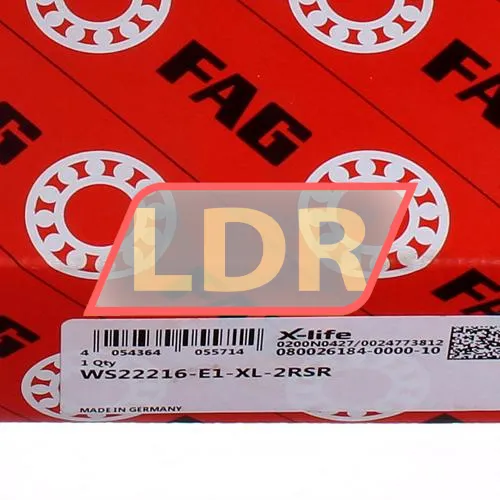 FAG
FAG
LDR
X-life
0200N0427/0024773812
4 054364 055714
080026184-0000-10
1 Qty
WS22216-E1-XL-2RSR
MADE IN GERMANY